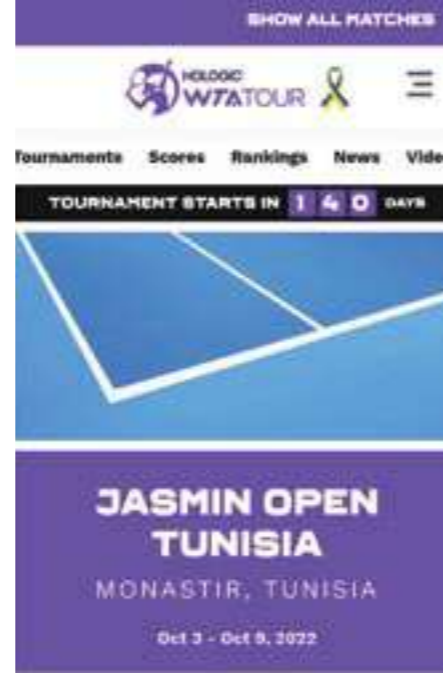 SHOW ALL MATCHES
HOLOGIC
WTATOUR
Tournaments Scores Rankings News Vide
TOURNAMENT STARTS IN 1 4 0 DAYS
JASMIN OPEN
TUNISIA
MONASTIR, TUNISIA
Oct 3 - Oct 9, 2022